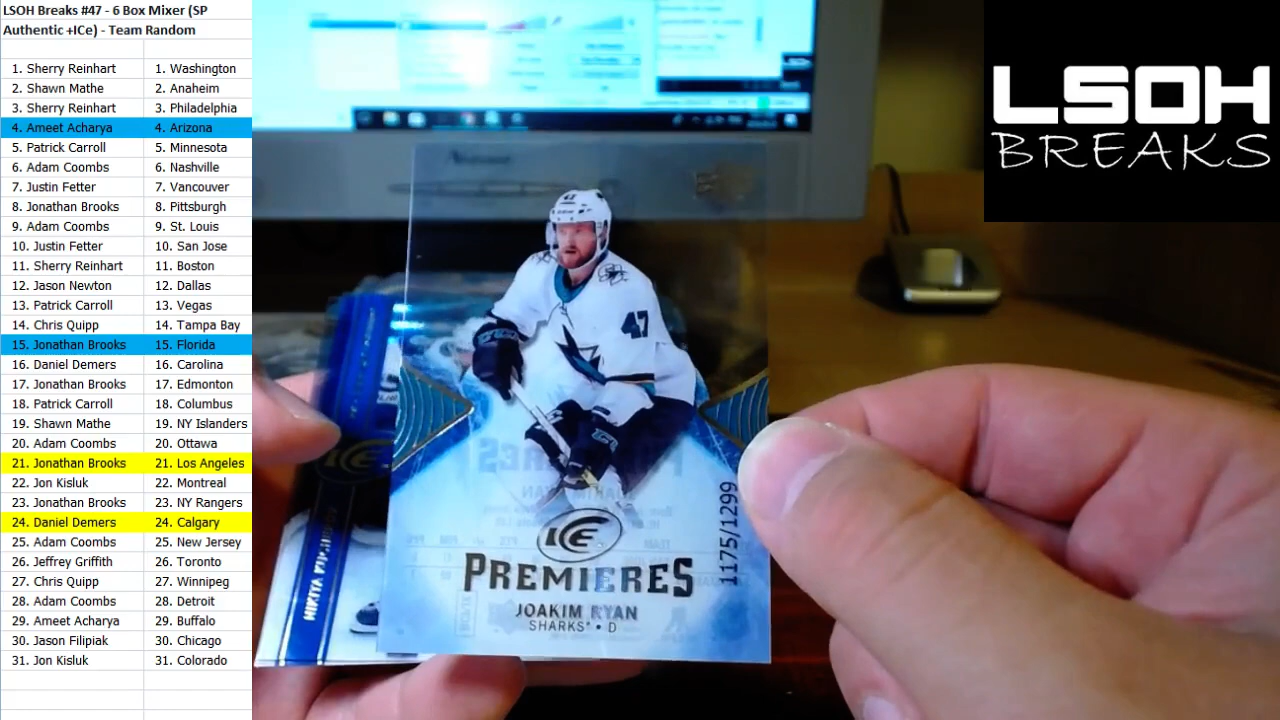 LSOH Breaks #47 - 6 Box Mixer (SP
Authentic +ICe) - Team Random
1. Sherry Reinhart 1. Washington
2. Shawn Mathe 2. Anaheim
3. Sherry Reinhart 3. Philadelphia
4. Ameet Acharya 4. Arizona
5. Patrick Carroll 5. Minnesota
6. Adam Coombs 6. Nashville
7. Justin Fetter 7. Vancouver
8. Jonathan Brooks 8. Pittsburgh
9. Adam Coombs 9. St. Louis
10. Justin Fetter 10. San Jose
11. Sherry Reinhart 11. Boston
12. Jason Newton 12. Dallas
13. Patrick Carroll 13. Vegas
14. Chris Quipp 14. Tampa Bay
15. Jonathan Brooks 15. Florida
16. Daniel Demers 16. Carolina
17. Jonathan Brooks 17. Edmonton
18. Patrick Carroll 18. Columbus
19. Shawn Mathe 19. NY Islanders
20. Adam Coombs 20. Ottawa
21. Jonathan Brooks 21. Los Angeles
22. Jon Kisluk 22. Montreal
23. Jonathan Brooks 23. NY Rangers
24. Daniel Demers 24. Calgary
25. Adam Coombs 25. New Jersey
26. Jeffrey Griffith 26. Toronto
27. Chris Quipp 27. Winnipeg
28. Adam Coombs 28. Detroit
29. Ameet Acharya 29. Buffalo
30. Jason Filipiak 30. Chicago
31. Jon Kisluk 31. Colorado
LSOH
BREAKS
47
47
ICE
PREMIERES
JOAKIM RYAN
SHARKS • D
1175/1299
ICE
NIKITA